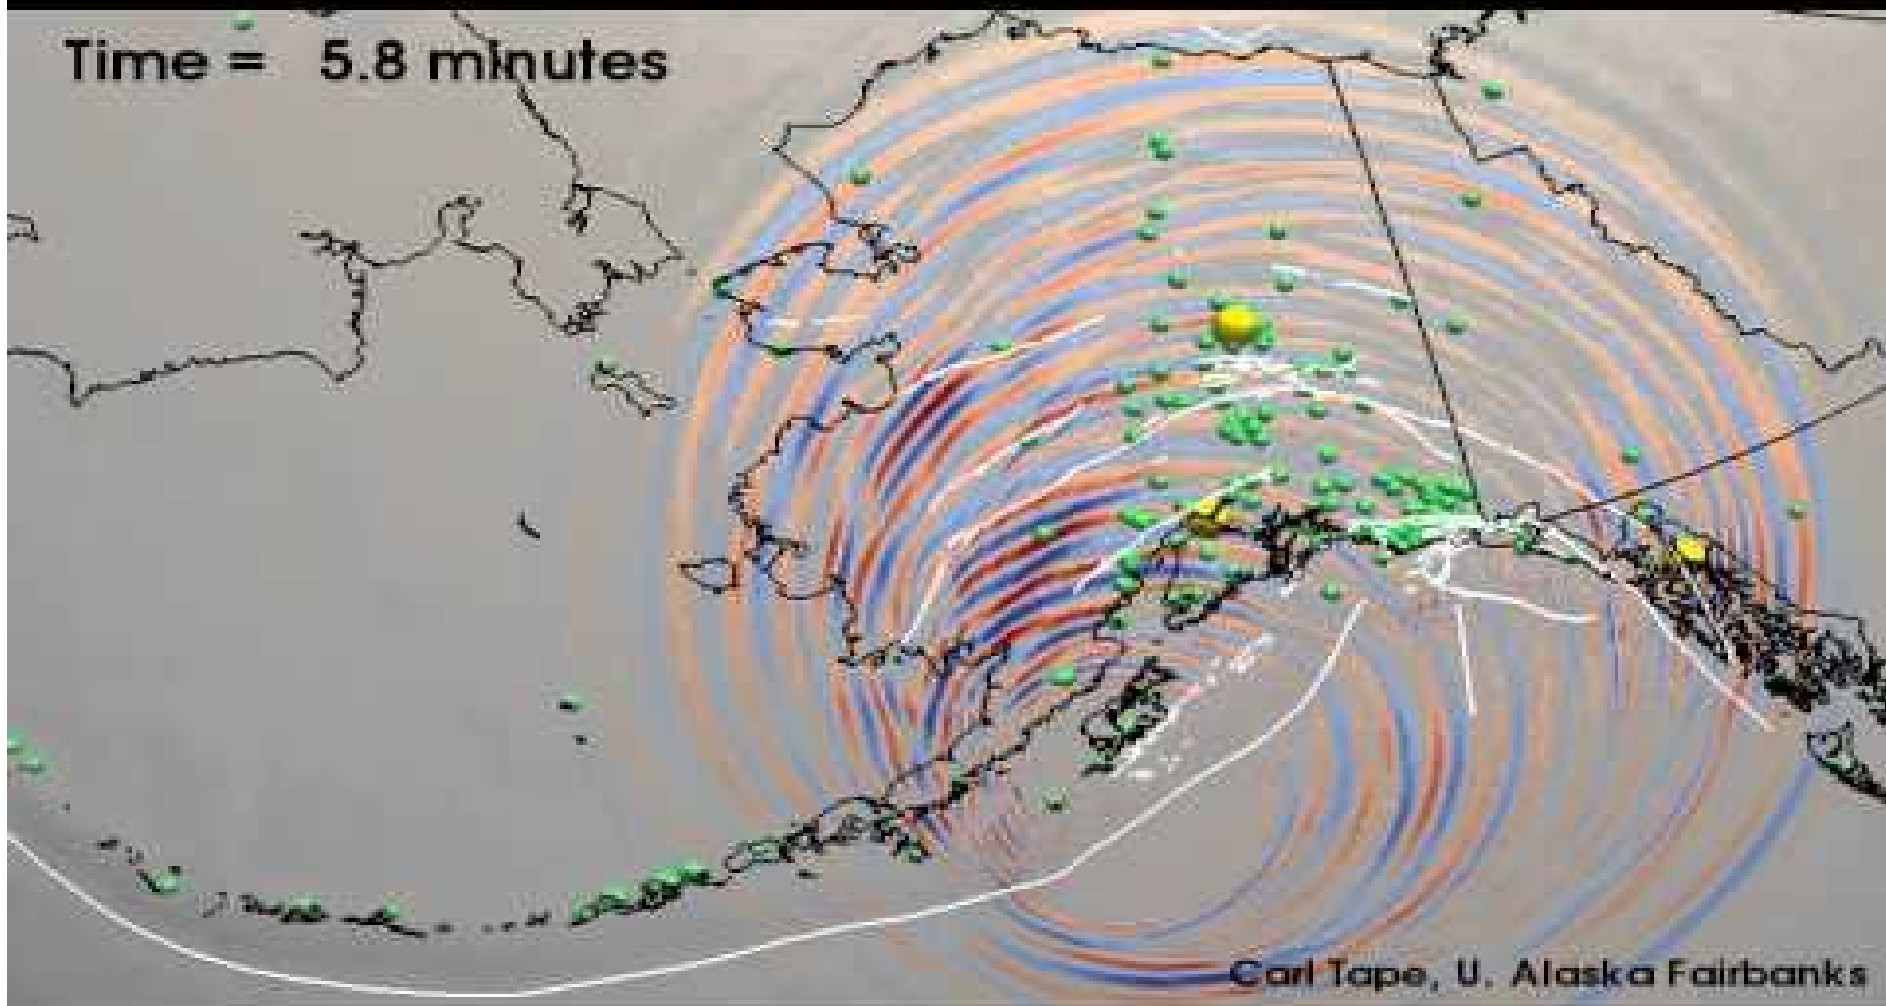 Time = 5.8 minutes
Carl Tape, U. Alaska Fairbanks